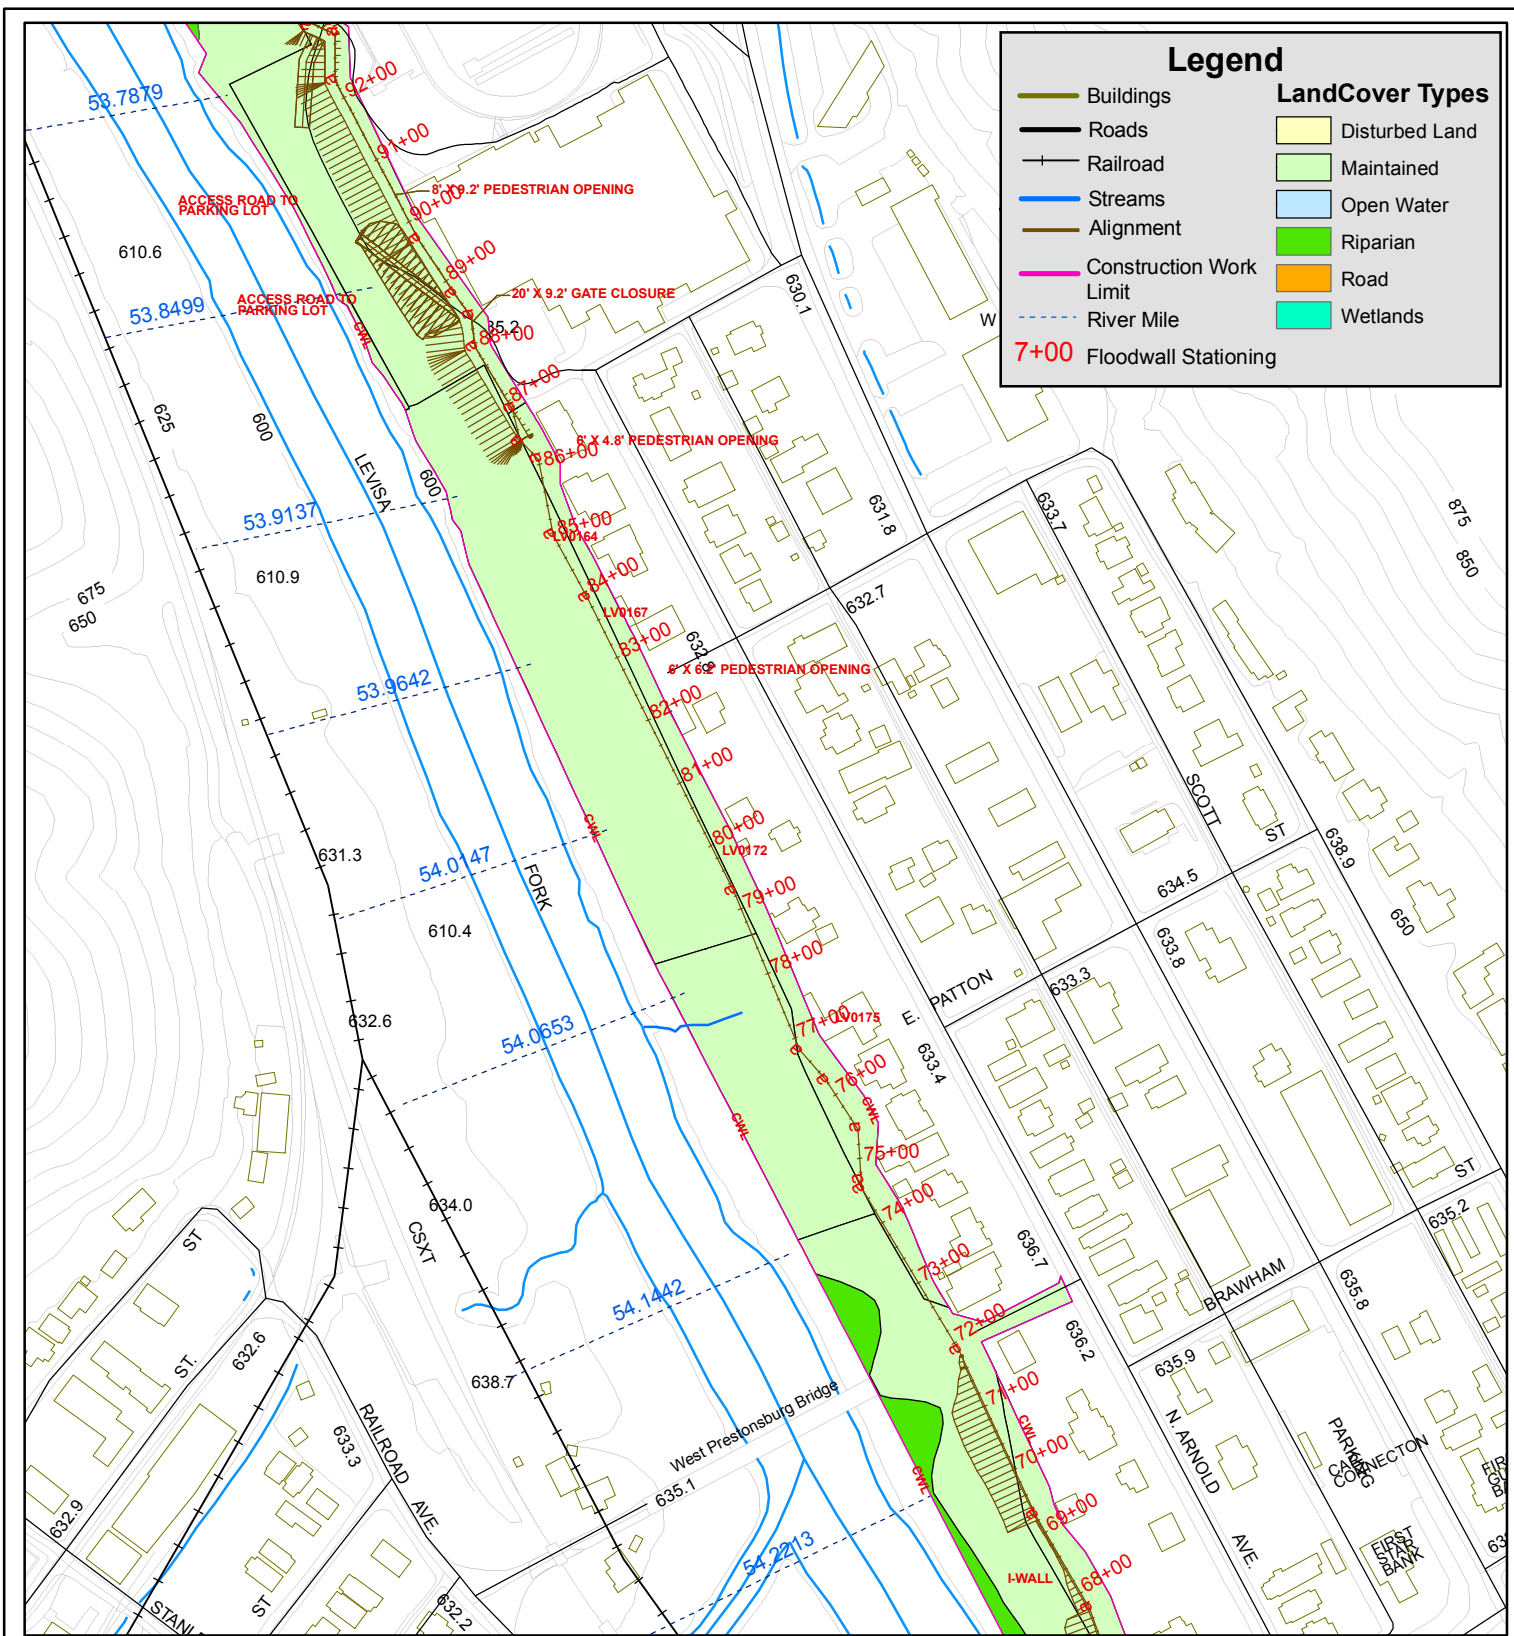 Legend
Buildings
Roads
Railroad
Streams
Alignment
Construction Work
Limit
River Mile
7+00 Floodwall Stationing
LandCover Types
Disturbed Land
Maintained
Open Water
Riparian
Road
Wetlands
92+00
53.7879
91+00
8' X 9.2' PEDESTRIAN OPENING
ACCESS ROAD TO
PARKING LOT
90+00
610.6
89+00
630.1
20' X 9.2' GATE CLOSURE
ACCESS ROAD TO
PARKING LOT
53.8499
W
35.2
88+00
CWL
87+00
625
600
6' X 4.8' PEDESTRIAN OPENING
86+00
LEVISA
600
53.9137
85+00
LV0164
631.8
633.7
875
850
610.9
84+00
675
650
LV0167
632.7
83+00
632.8
6' X 6.2' PEDESTRIAN OPENING
53.9642
82+00
81+00
SCOTT
ST
CWL
80+00
LV0172
638.9
631.3
54.0147
FORK
79+00
634.5
650
610.4
78+00
633.8
E. PATTON
633.3
632.6
77+00
LV0175
54.0653
633.4
76+00
CWL
CWL
75+00
ST
74+00
634.0
CSXT
ST
635.2
636.7
73+00
BRAWHAM
635.8
54.1442
72+00
636.2
632.6
ST.
635.9
638.7
71+00
West Prestonsburg Bridge
CWL
N. ARNOLD
AVE.
PARKING
CONNECTON
RAILROAD
AVE.
633.3
70+00
CWL
635.1
69+00
632.9
54.2213
FIRST
STAR
BANK
I-WALL
68+00
ST
632.2